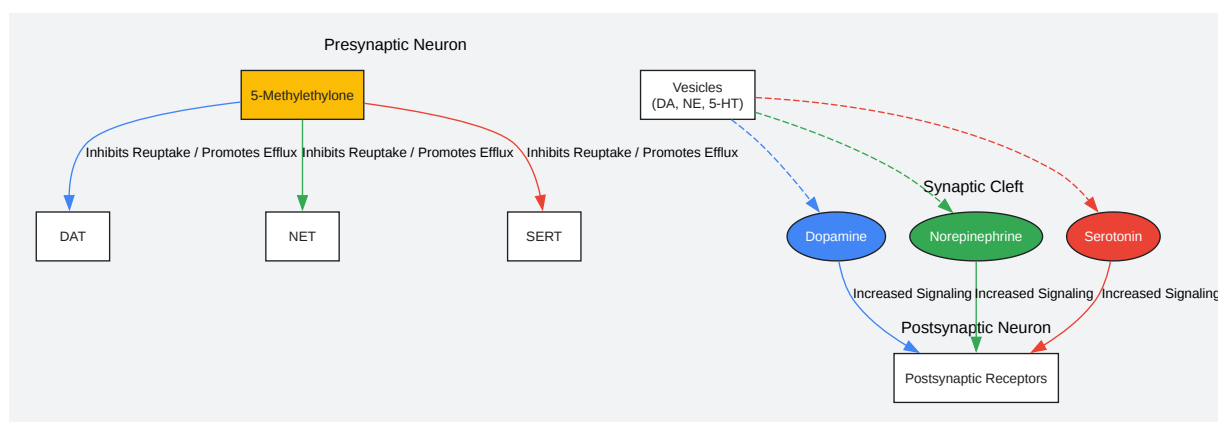 Presynaptic Neuron
5-Methylethylone
Vesicles
(DA, NE, 5-HT)
Inhibits Reuptake / Promotes Efflux
Inhibits Reuptake / Promotes Efflux
Inhibits Reuptake / Promotes Efflux
Synaptic Cleft
DAT
NET
SERT
Dopamine
Norepinephrine
Serotonin
Increased Signaling
Increased Signaling
Increased Signaling
Postsynaptic Neuron
Postsynaptic Receptors